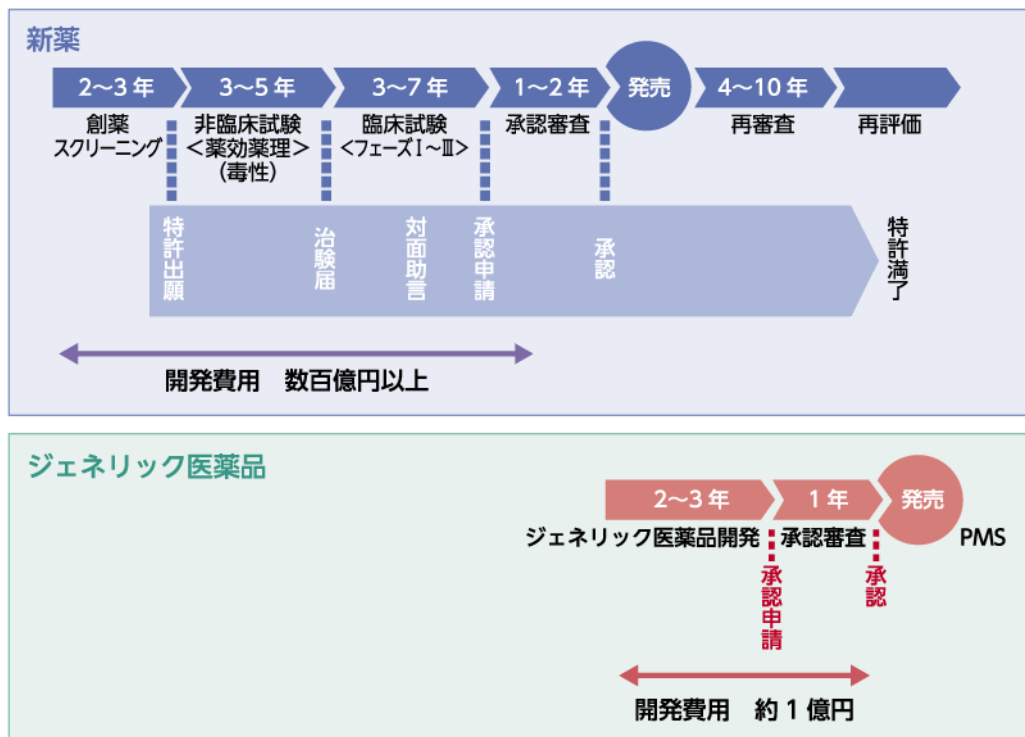 新薬
2〜3 年
3〜5 年
3〜7 年
1〜2 年
発売
4〜10 年
創薬
スクリーニング
非臨床試験
<薬効薬理>
(毒性)
臨床試験
<フェーズⅠ〜Ⅲ>
承認審査
再審査
再評価
特許出願
治験届
対面助言
承認申請
承認
特許満了
開発費用　数百億円以上
ジェネリック医薬品
2〜3 年
1 年
発売
ジェネリック医薬品開発
承認審査
PMS
承認申請
承認
開発費用　約 1 億円